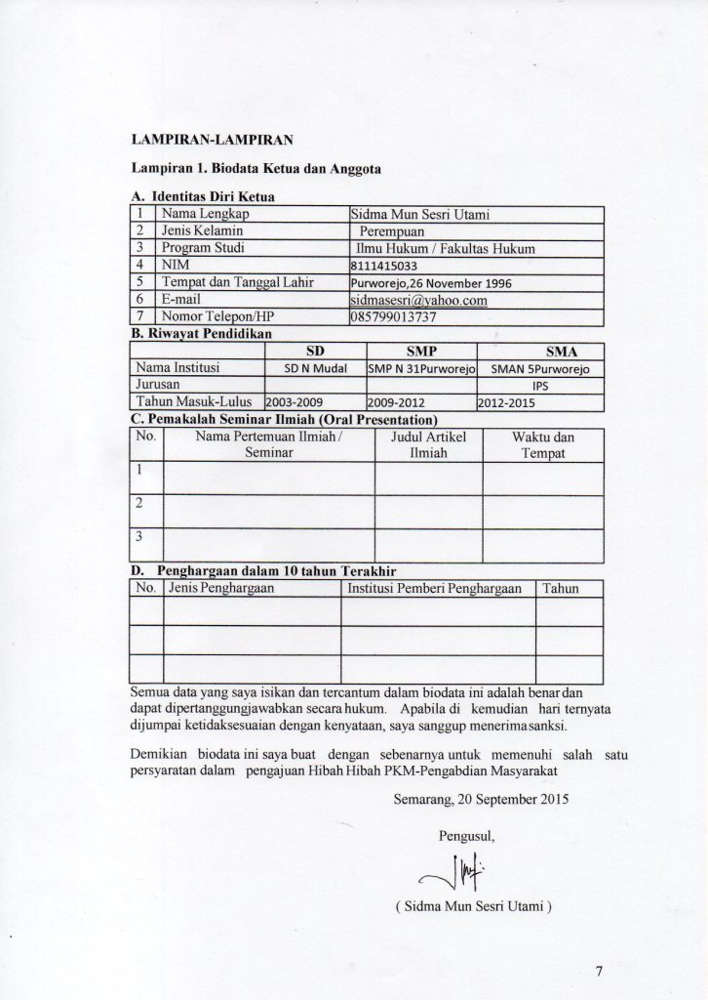 LAMPIRAN-LAMPIRAN
Lampiran 1. Biodata Ketua dan Anggota
A. Identitas Diri Ketua
1 Nama Lengkap Sidma Mun Sesri Utami
2 Jenis Kelamin Perempuan
3 Program Studi Ilmu Hukum / Fakultas Hukum
4 NIM 8111415033
5 Tempat dan Tanggal Lahir Purworejo,26 November 1996
6 E-mail sidmasesri@yahoo.com
7 Nomor Telepon/HP 085799013737
B. Riwayat Pendidikan
SD SMP SMA
Nama Institusi SD N Mudal SMP N 31Purworejo SMAN 5Purworejo
Jurusan IPS
Tahun Masuk-Lulus 2003-2009 2009-2012 2012-2015
C. Pemakalah Seminar Ilmiah (Oral Presentation)
No. Nama Pertemuan Ilmiah / Judul Artikel Waktu dan
Seminar Ilmiah Tempat
1
2
3
D. Penghargaan dalam 10 tahun Terakhir
No. Jenis Penghargaan Institusi Pemberi Penghargaan Tahun
Semua data yang saya isikan dan tercantum dalam biodata ini adalah benar dan
dapat dipertanggungjawabkan secara hukum. Apabila di kemudian hari ternyata
dijumpai ketidaksesuaian dengan kenyataan, saya sanggup menerima sanksi.
Demikian biodata ini saya buat dengan sebenarnya untuk memenuhi salah satu
persyaratan dalam pengajuan Hibah Hibah PKM-Pengabdian Masyarakat
Semarang, 20 September 2015
Pengusul,
( Sidma Mun Sesri Utami )
7